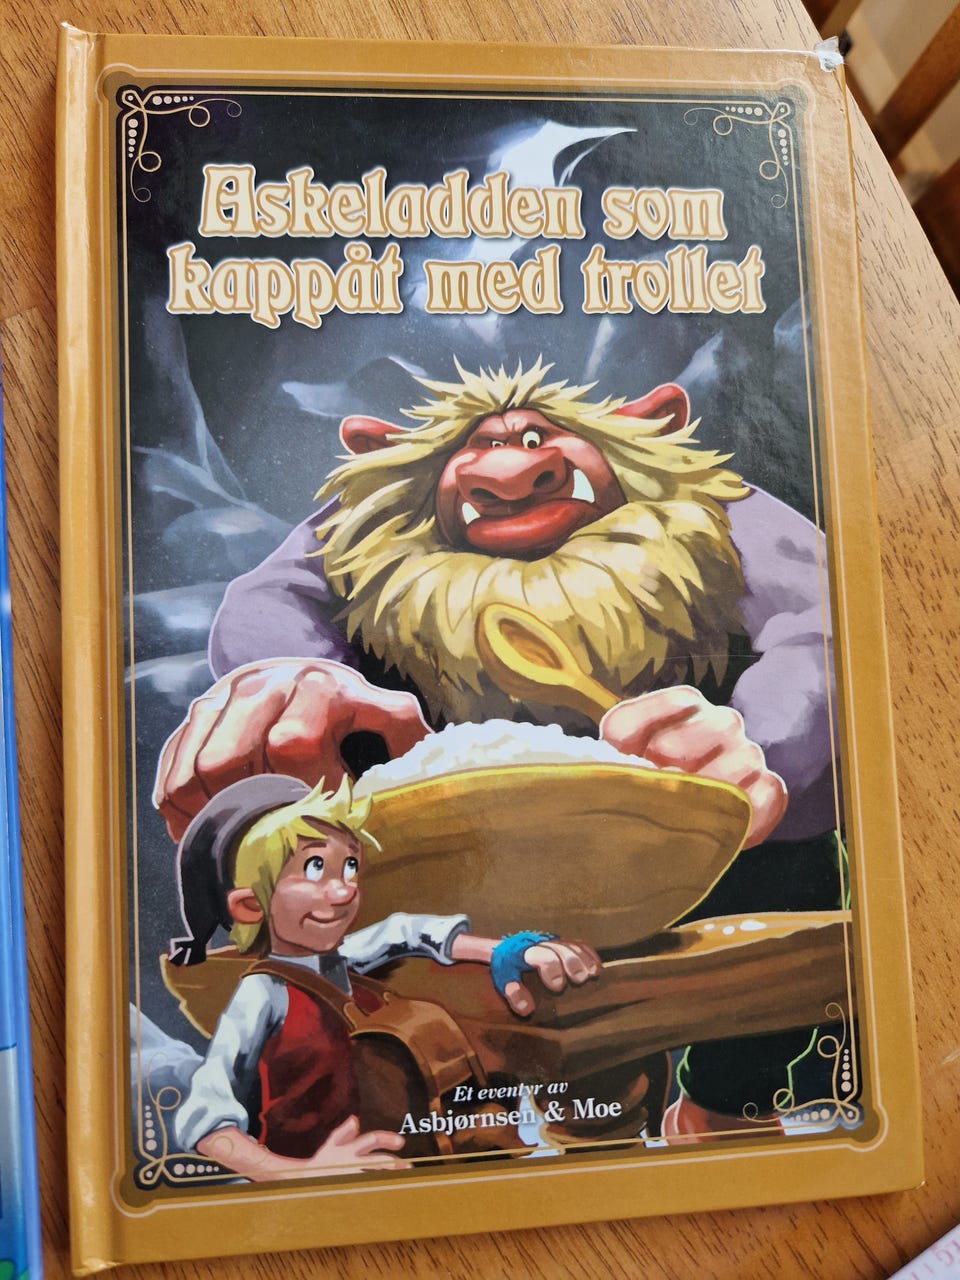 Askeladden som
kappåt med trollet
Et eventyr av
Asbjørnsen & Moe